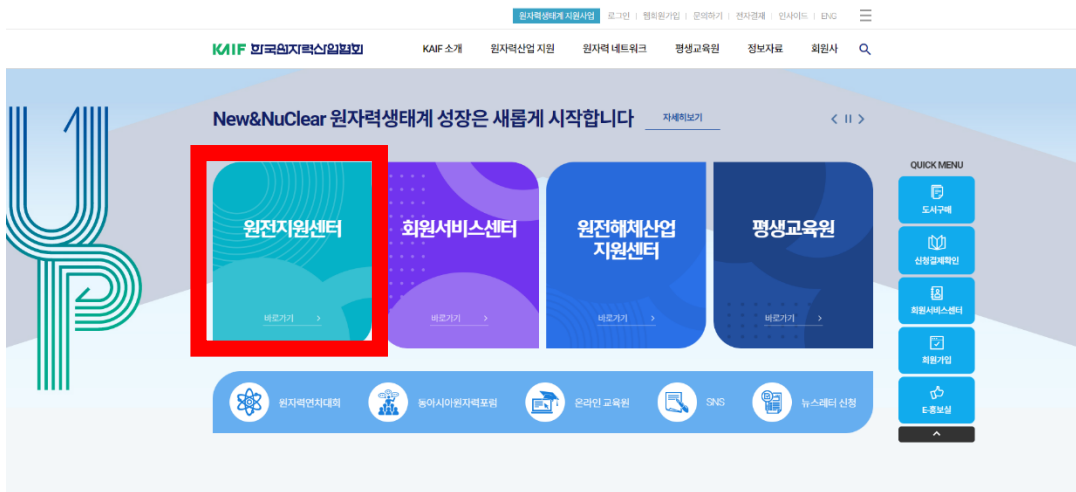 원자력생태계 지원사업 로그인 | 웹회원가입 | 문의하기 | 전자결재 | 인사이드 | ENG
KAIF 한국원자력산업협회 KAIF 소개 원자력산업 지원 원자력 네트워크 평생교육원 정보자료 회원사
New&NuClear 원자력생태계 성장은 새롭게 시작합니다 자세히보기
UP
QUICK MENU
도서구매
신청결제확인
회원서비스센터
회원가입
E-홍보실
원전지원센터
바로가기
회원서비스센터
바로가기
원전해체산업
지원센터
바로가기
평생교육원
바로가기
원자력연차대회 동아시아원자력포럼 온라인 교육원 SNS 뉴스레터 신청